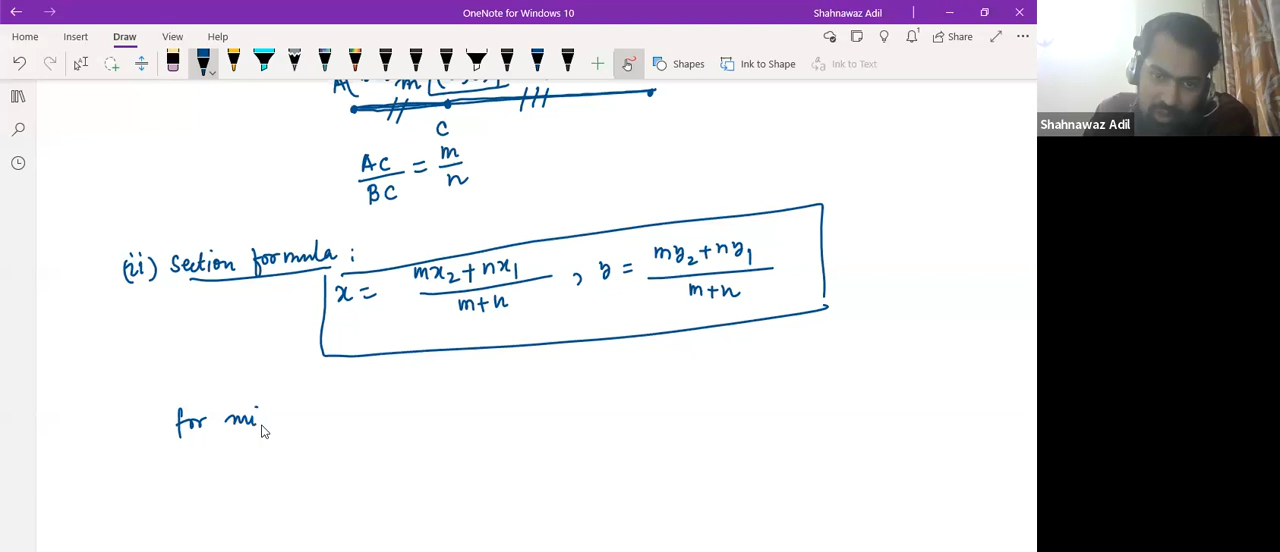 OneNote for Windows 10
Shahnawaz Adil
Home Insert Draw View Help
Share
Shapes Ink to Shape Ink to Text
Shahnawaz Adil
m
C
AC/BC = m/n
(ii) Section formula :
x = mx₂+nx₁/m+n , y = my₂+ny₁/m+n
for mi